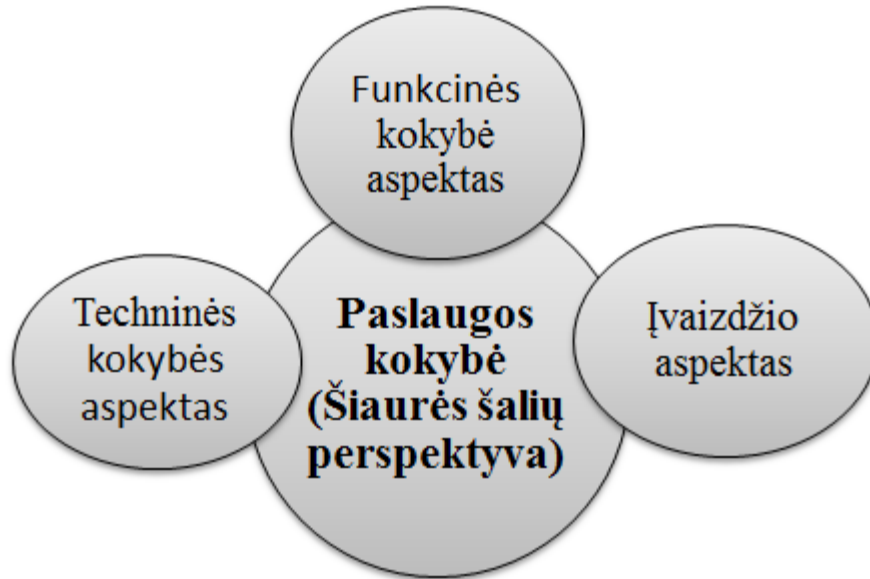 Funkcinės
kokybė
aspektas
Techninės
kokybės
aspektas
Paslaugos
kokybė
(Šiaurės šalių
perspektyva)
Įvaizdžio
aspektas